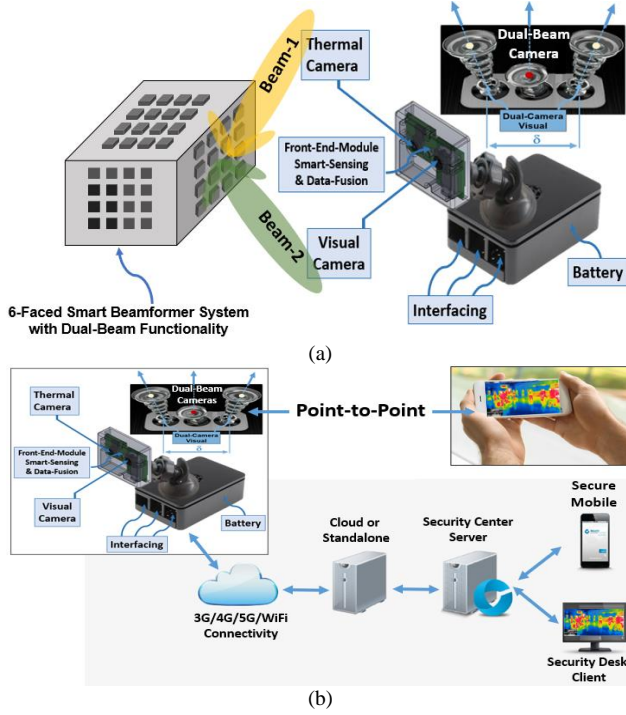 Beam-1
Beam-2
6-Faced Smart Beamformer System
with Dual-Beam Functionality
Thermal
Camera
Front-End-Module
Smart-Sensing
& Data-Fusion
Visual
Camera
Dual-Beam
Camera
Dual-Camera
Visual
δ
Battery
Interfacing
(a)
Thermal
Camera
Front-End-Module
Smart-Sensing
& Data-Fusion
Visual
Camera
Dual-Beam
Cameras
Dual-Camera
Visual
δ
Battery
Interfacing
Point-to-Point
3G/4G/5G/WiFi
Connectivity
Cloud or
Standalone
Security Center
Server
Secure
Mobile
Security Desk
Client
(b)